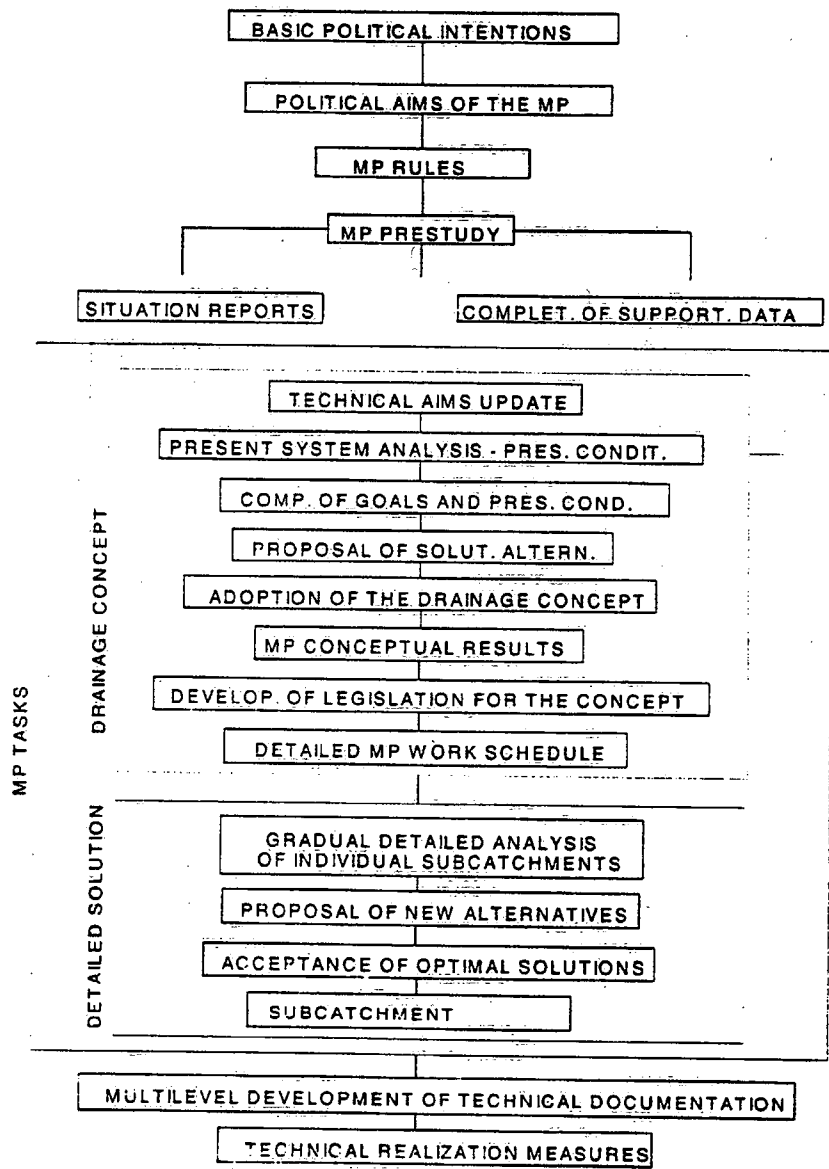 BASIC POLITICAL INTENTIONS
POLITICAL AIMS OF THE MP
MP RULES
MP PRESTUDY
SITUATION REPORTS
COMPLET. OF SUPPORT. DATA
MP TASKS
DRAINAGE CONCEPT
TECHNICAL AIMS UPDATE
PRESENT SYSTEM ANALYSIS - PRES. CONDIT.
COMP. OF GOALS AND PRES. COND.
PROPOSAL OF SOLUT. ALTERN.
ADOPTION OF THE DRAINAGE CONCEPT
MP CONCEPTUAL RESULTS
DEVELOP. OF LEGISLATION FOR THE CONCEPT
DETAILED MP WORK SCHEDULE
DETAILED SOLUTION
GRADUAL DETAILED ANALYSIS
OF INDIVIDUAL SUBCATCHMENTS
PROPOSAL OF NEW ALTERNATIVES
ACCEPTANCE OF OPTIMAL SOLUTIONS
SUBCATCHMENT
MULTILEVEL DEVELOPMENT OF TECHNICAL DOCUMENTATION
TECHNICAL REALIZATION MEASURES